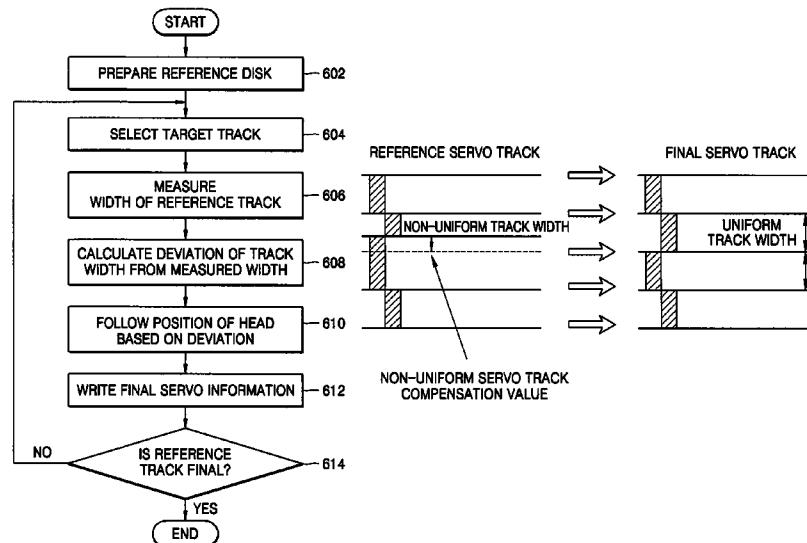 START
PREPARE REFERENCE DISK
602
SELECT TARGET TRACK
604
MEASURE
WIDTH OF REFERENCE TRACK
606
CALCULATE DEVIATION OF TRACK
WIDTH FROM MEASURED WIDTH
608
FOLLOW POSITION OF HEAD
BASED ON DEVIATION
610
WRITE FINAL SERVO INFORMATION
612
IS REFERENCE
TRACK FINAL?
614
NO
YES
END
REFERENCE SERVO TRACK
NON-UNIFORM TRACK WIDTH
NON-UNIFORM SERVO TRACK
COMPENSATION VALUE
FINAL SERVO TRACK
UNIFORM
TRACK WIDTH